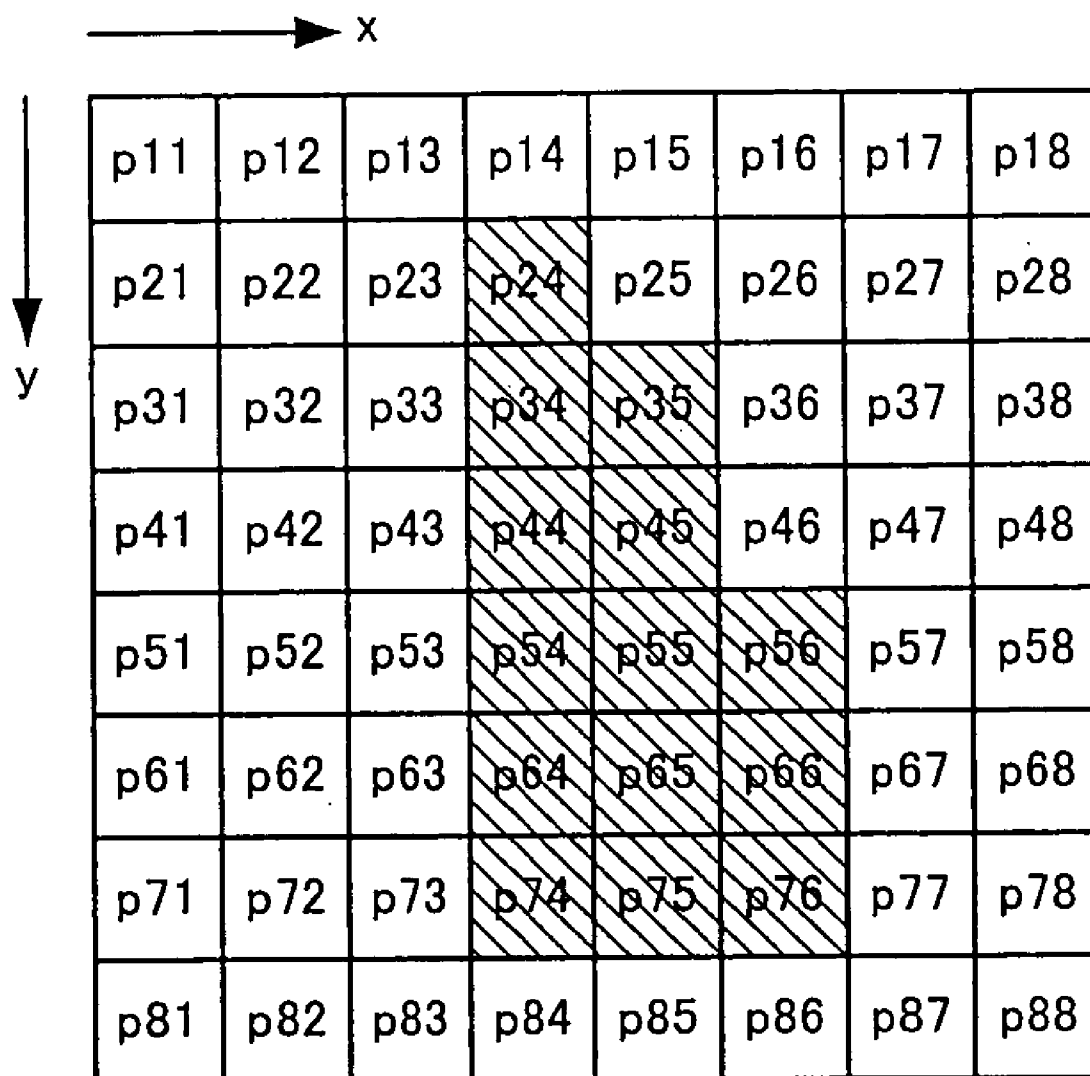 x
y
p11 p12 p13 p14 p15 p16 p17 p18
p21 p22 p23 p24 p25 p26 p27 p28
p31 p32 p33 p34 p35 p36 p37 p38
p41 p42 p43 p44 p45 p46 p47 p48
p51 p52 p53 p54 p55 p56 p57 p58
p61 p62 p63 p64 p65 p66 p67 p68
p71 p72 p73 p74 p75 p76 p77 p78
p81 p82 p83 p84 p85 p86 p87 p88